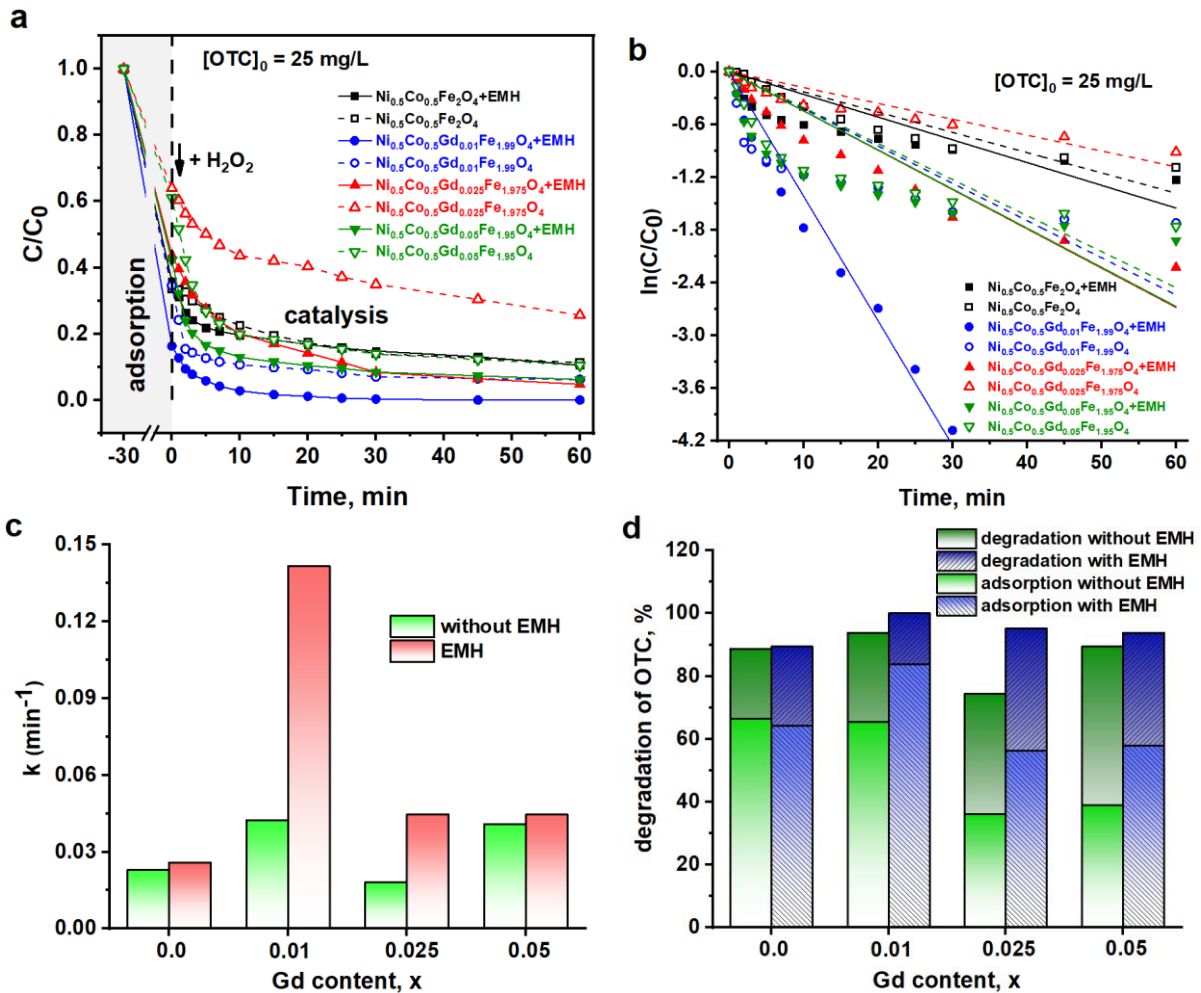 a
[OTC]₀ = 25 mg/L
Ni₀.₅Co₀.₅Fe₂O₄+EMH
Ni₀.₅Co₀.₅Fe₂O₄
Ni₀.₅Co₀.₅Gd₀.₀₁Fe₁.₉₉O₄+EMH
Ni₀.₅Co₀.₅Gd₀.₀₁Fe₁.₉₉O₄
Ni₀.₅Co₀.₅Gd₀.₀₂₅Fe₁.₉₇₅O₄+EMH
Ni₀.₅Co₀.₅Gd₀.₀₂₅Fe₁.₉₇₅O₄
Ni₀.₅Co₀.₅Gd₀.₀₅Fe₁.₉₅O₄+EMH
Ni₀.₅Co₀.₅Gd₀.₀₅Fe₁.₉₅O₄
+ H₂O₂
adsorption
catalysis
C/C₀
1.0
0.8
0.6
0.4
0.2
0.0
-30 0 10 20 30 40 50 60
Time, min
b
[OTC]₀ = 25 mg/L
ln(C/C₀)
0.0
-0.6
-1.2
-1.8
-2.4
-3.0
-3.6
-4.2
Ni₀.₅Co₀.₅Fe₂O₄+EMH
Ni₀.₅Co₀.₅Fe₂O₄
Ni₀.₅Co₀.₅Gd₀.₀₁Fe₁.₉₉O₄+EMH
Ni₀.₅Co₀.₅Gd₀.₀₁Fe₁.₉₉O₄
Ni₀.₅Co₀.₅Gd₀.₀₂₅Fe₁.₉₇₅O₄+EMH
Ni₀.₅Co₀.₅Gd₀.₀₂₅Fe₁.₉₇₅O₄
Ni₀.₅Co₀.₅Gd₀.₀₅Fe₁.₉₅O₄+EMH
Ni₀.₅Co₀.₅Gd₀.₀₅Fe₁.₉₅O₄
0 10 20 30 40 50 60
Time, min
c
k (min⁻¹)
0.15
0.12
0.09
0.06
0.03
0.00
without EMH
EMH
0.0 0.01 0.025 0.05
Gd content, x
d
degradation without EMH
degradation with EMH
adsorption without EMH
adsorption with EMH
degradation of OTC, %
120
100
80
60
40
20
0
0.0 0.01 0.025 0.05
Gd content, x